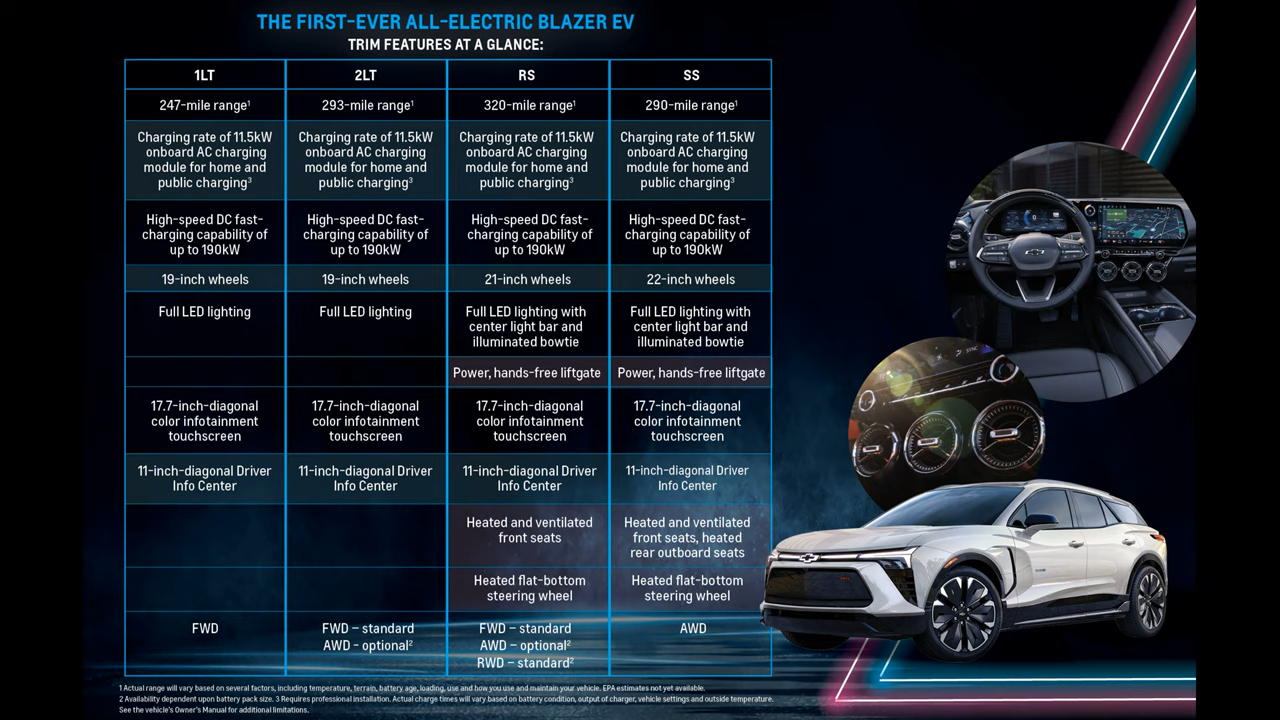 THE FIRST-EVER ALL-ELECTRIC BLAZER EV
TRIM FEATURES AT A GLANCE:
1LT
2LT
RS
SS
247-mile range¹
293-mile range¹
320-mile range¹
290-mile range¹
Charging rate of 11.5kW
onboard AC charging
module for home and
public charging³
Charging rate of 11.5kW
onboard AC charging
module for home and
public charging³
Charging rate of 11.5kW
onboard AC charging
module for home and
public charging³
Charging rate of 11.5kW
onboard AC charging
module for home and
public charging³
High-speed DC fast-
charging capability of
up to 190kW
High-speed DC fast-
charging capability of
up to 190kW
High-speed DC fast-
charging capability of
up to 190kW
High-speed DC fast-
charging capability of
up to 190kW
19-inch wheels
19-inch wheels
21-inch wheels
22-inch wheels
Full LED lighting
Full LED lighting
Full LED lighting with
center light bar and
illuminated bowtie
Full LED lighting with
center light bar and
illuminated bowtie
Power, hands-free liftgate
Power, hands-free liftgate
17.7-inch-diagonal
color infotainment
touchscreen
17.7-inch-diagonal
color infotainment
touchscreen
17.7-inch-diagonal
color infotainment
touchscreen
17.7-inch-diagonal
color infotainment
touchscreen
11-inch-diagonal Driver
Info Center
11-inch-diagonal Driver
Info Center
11-inch-diagonal Driver
Info Center
11-inch-diagonal Driver
Info Center
Heated and ventilated
front seats
Heated and ventilated
front seats, heated
rear outboard seats
Heated flat-bottom
steering wheel
Heated flat-bottom
steering wheel
FWD
FWD – standard
AWD - optional²
FWD – standard
AWD – optional²
RWD – standard²
AWD
1 Actual range will vary based on several factors, including temperature, terrain, battery age, loading, use and how you use and maintain your vehicle. EPA estimates not yet available.
2 Availability dependent upon battery pack size. 3 Requires professional installation. Actual charge times will vary based on battery condition, output of charger, vehicle settings and outside temperature.
See the vehicle's Owner's Manual for additional limitations.
SYNC